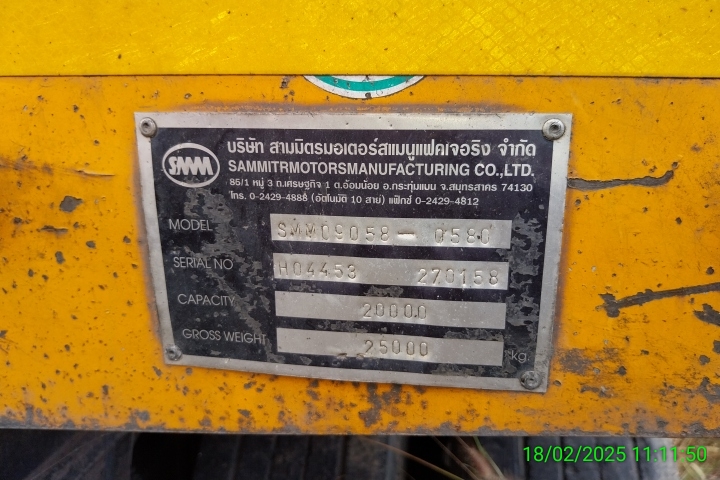 SMM
บริษัท สามมิตรมอเตอร์สแมนูแฟคเจอริง จำกัด
SAMMITRMOTORSMANUFACTURING CO.,LTD.
85/1 หมู่ 3 ถ.เศรษฐกิจ 1 ต.อ้อมน้อย อ.กระทุ่มแบน จ.สมุทรสาคร 74130
โทร. 0-2429-4888 (อัตโนมัติ 10 สาย) แฟ็กซ์ 0-2429-4812
MODEL SMM09058-0580
SERIAL NO H04453 270158
CAPACITY 20000
GROSS WEIGHT 25000 kg.
18/02/2025 11:11:50